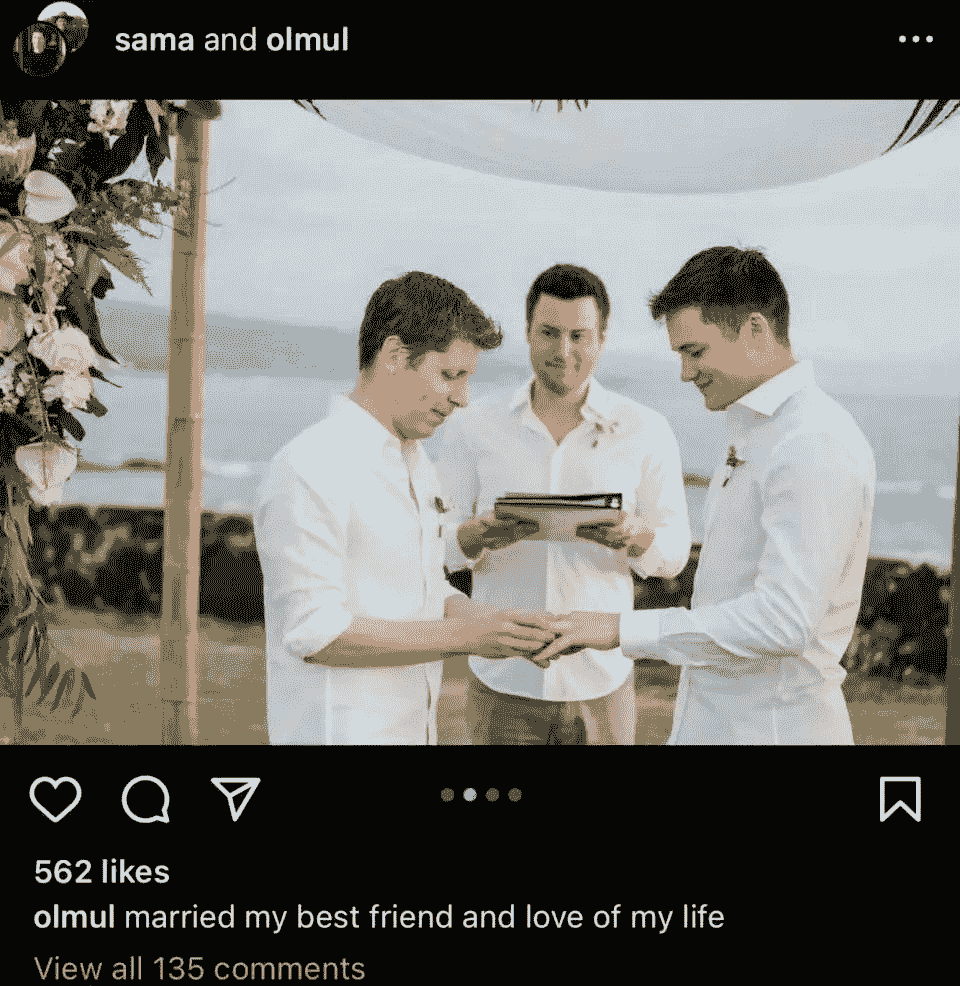 sama and olmul
562 likes
olmul married my best friend and love of my life
View all 135 comments